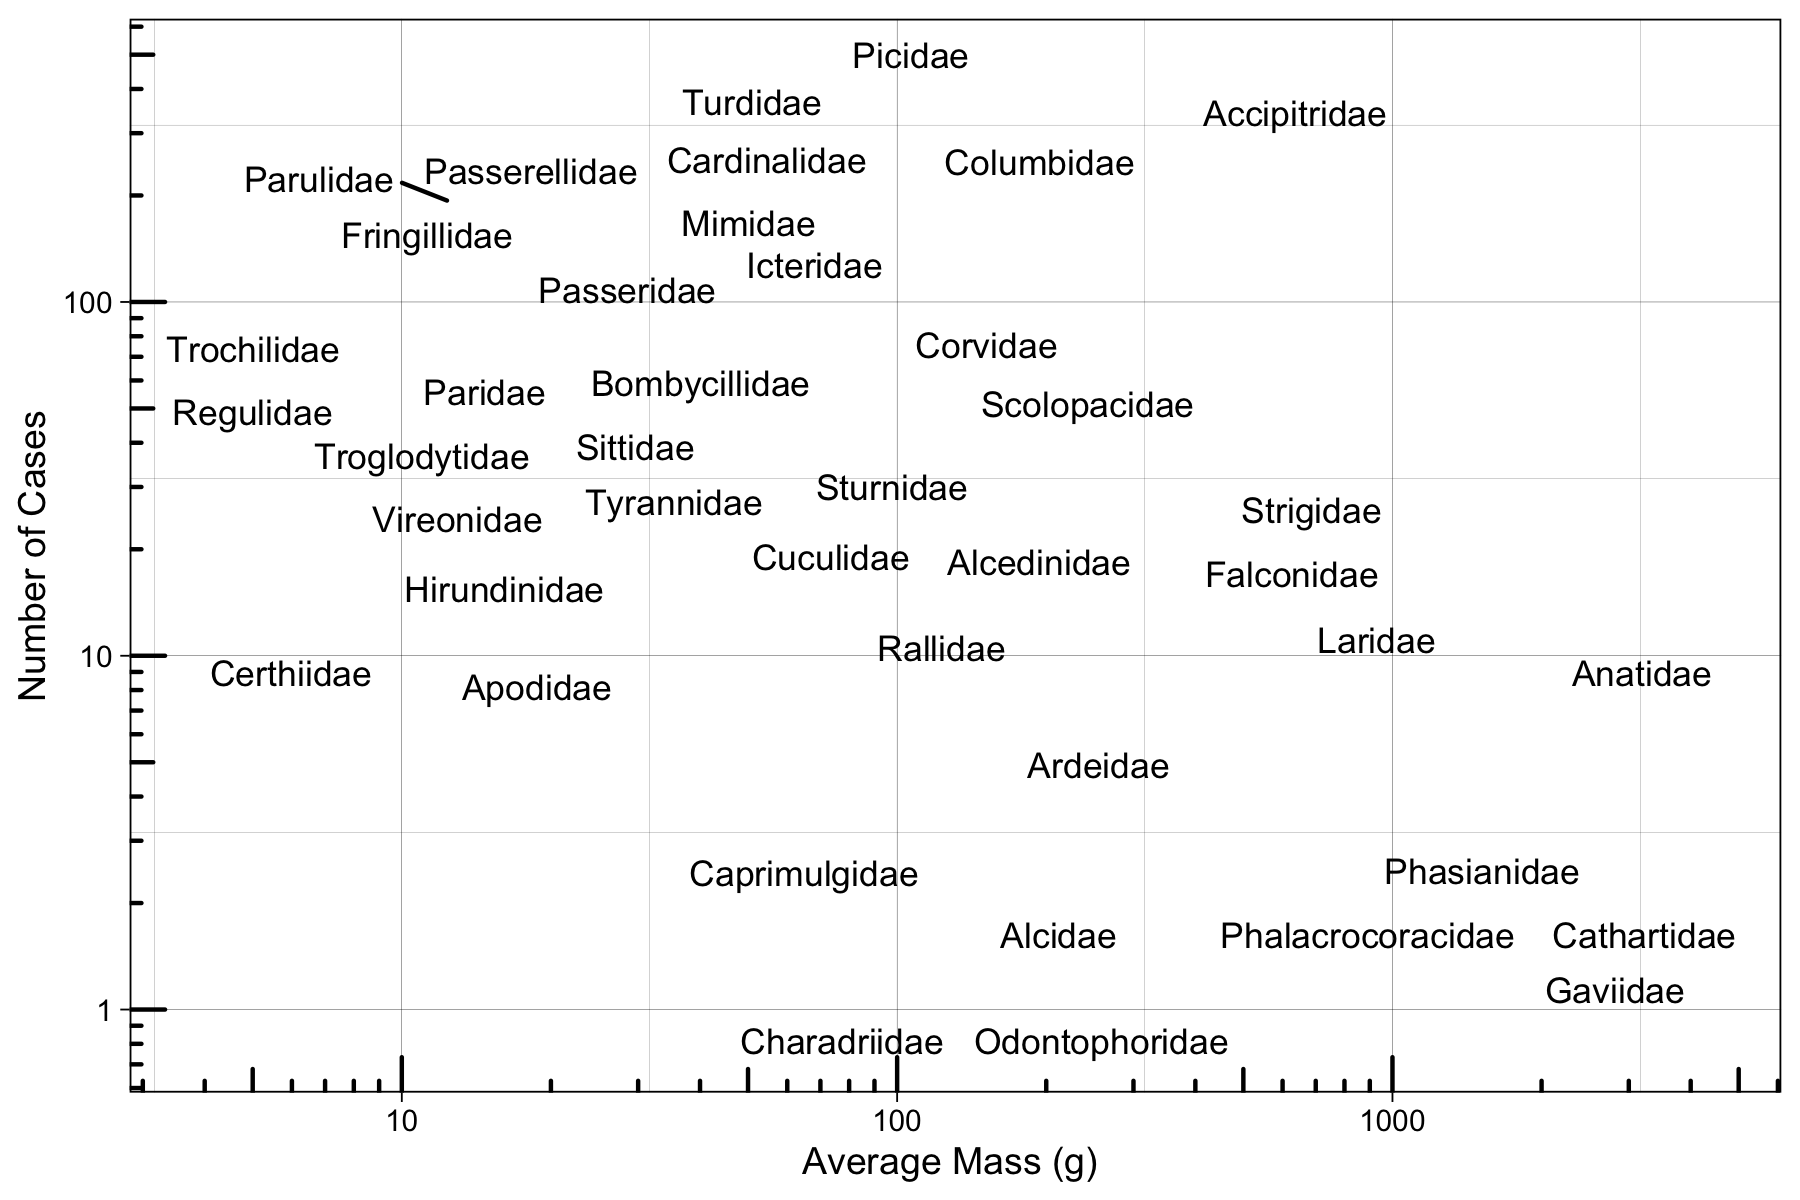 Picidae
Turdidae
Accipitridae
Cardinalidae
Columbidae
Passerellidae
Parulidae
Mimidae
Fringillidae
Icteridae
Passeridae
100
Trochilidae
Corvidae
Bombycillidae
Paridae
Scolopacidae
Regulidae
Sittidae
Troglodytidae
Sturnidae
Tyrannidae
Strigidae
Vireonidae
Cuculidae
Alcedinidae
Falconidae
Hirundinidae
Laridae
Rallidae
10
Certhiidae
Anatidae
Apodidae
Ardeidae
Phasianidae
Caprimulgidae
Alcidae
Phalacrocoracidae
Cathartidae
Gaviidae
1
Charadriidae
Odontophoridae
10
100
1000
Average Mass (g)
Number of Cases